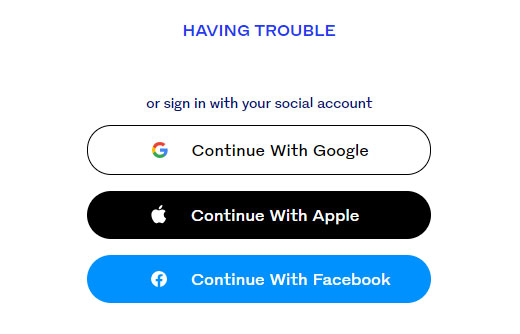 HAVING TROUBLE
or sign in with your social account
Continue With Google
Continue With Apple
Continue With Facebook